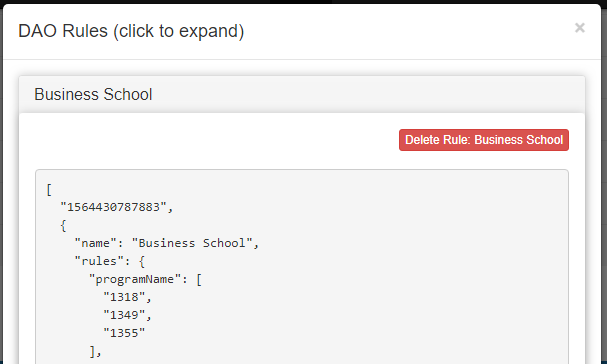 DAO Rules (click to expand)
×
Business School
Delete Rule: Business School
[
"1564430787883",
{
"name": "Business School",
"rules": {
"programName": [
"1318",
"1349",
"1355"
],